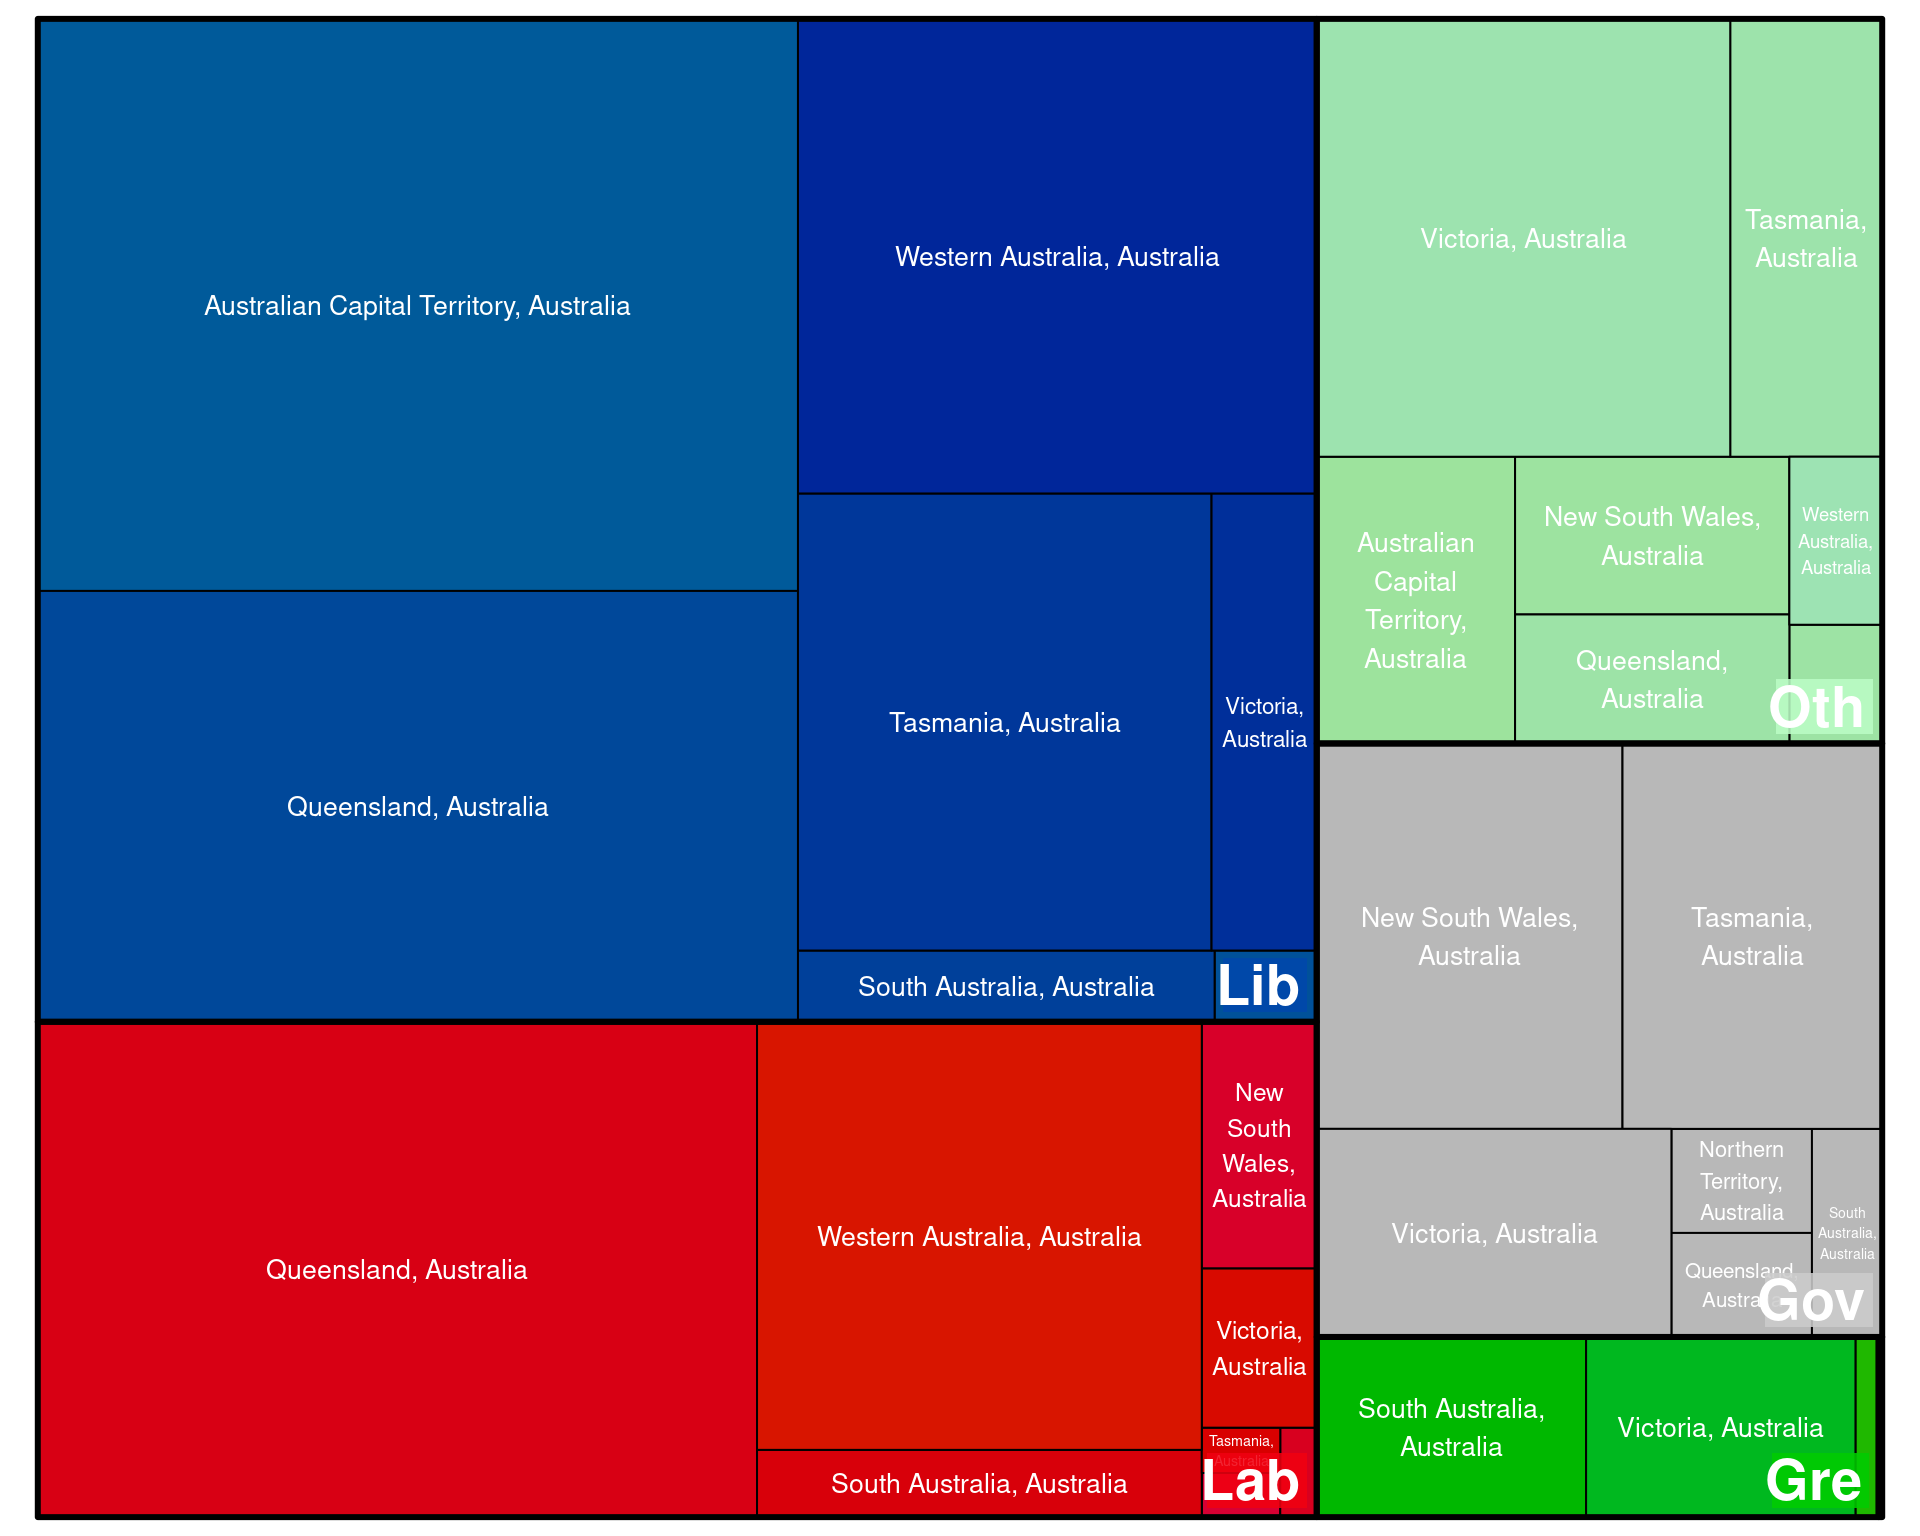 Australian Capital Territory, Australia
Queensland, Australia
Western Australia, Australia
Tasmania, Australia
Victoria,
Australia
South Australia, Australia
Lib
Queensland, Australia
Western Australia, Australia
South Australia, Australia
New
South
Wales,
Australia
Victoria,
Australia
Tasmania,
Australia
Lab
Victoria, Australia
Tasmania,
Australia
Australian
Capital
Territory,
Australia
New South Wales,
Australia
Queensland,
Australia
Western
Australia,
Australia
Oth
New South Wales,
Australia
Tasmania,
Australia
Victoria, Australia
Northern
Territory,
Australia
Queensland,
Australia
South
Australia,
Australia
Gov
South Australia,
Australia
Victoria, Australia
Gre